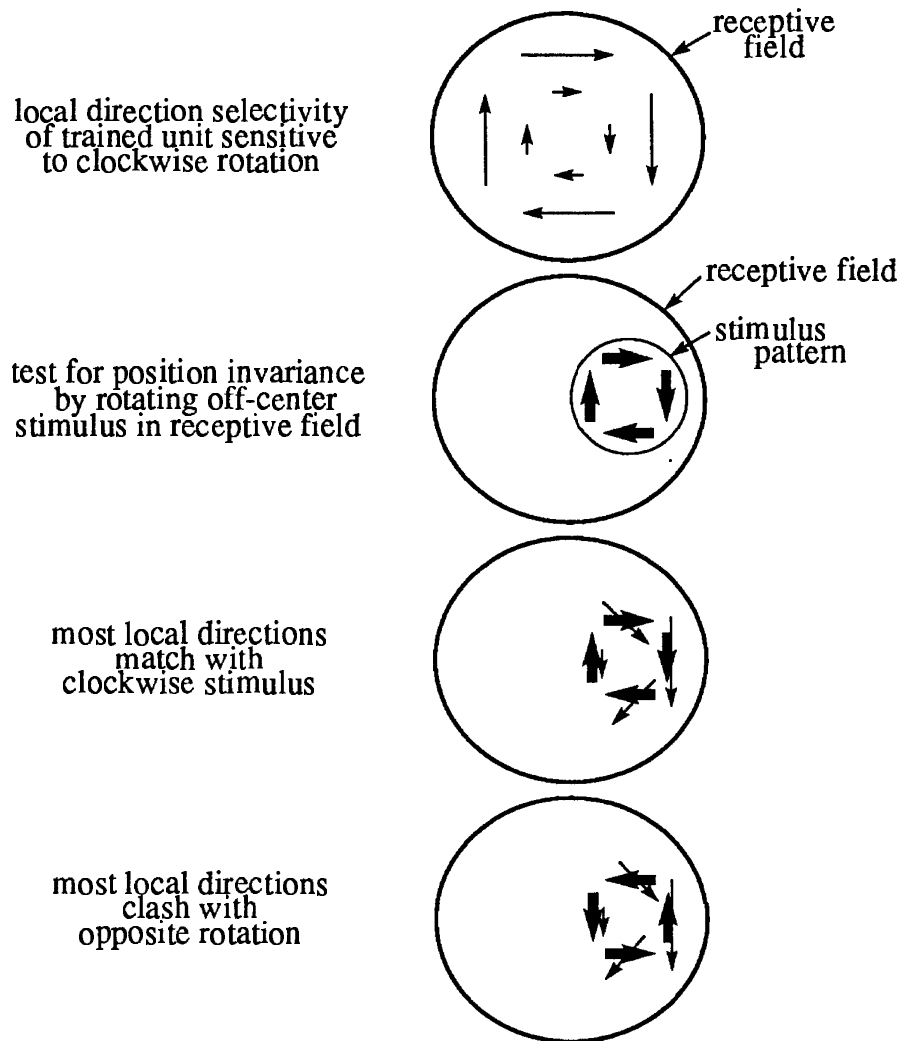 receptive
field
local direction selectivity
of trained unit sensitive
to clockwise rotation
receptive field
stimulus
pattern
test for position invariance
by rotating off-center
stimulus in receptive field
most local directions
match with
clockwise stimulus
most local directions
clash with
opposite rotation